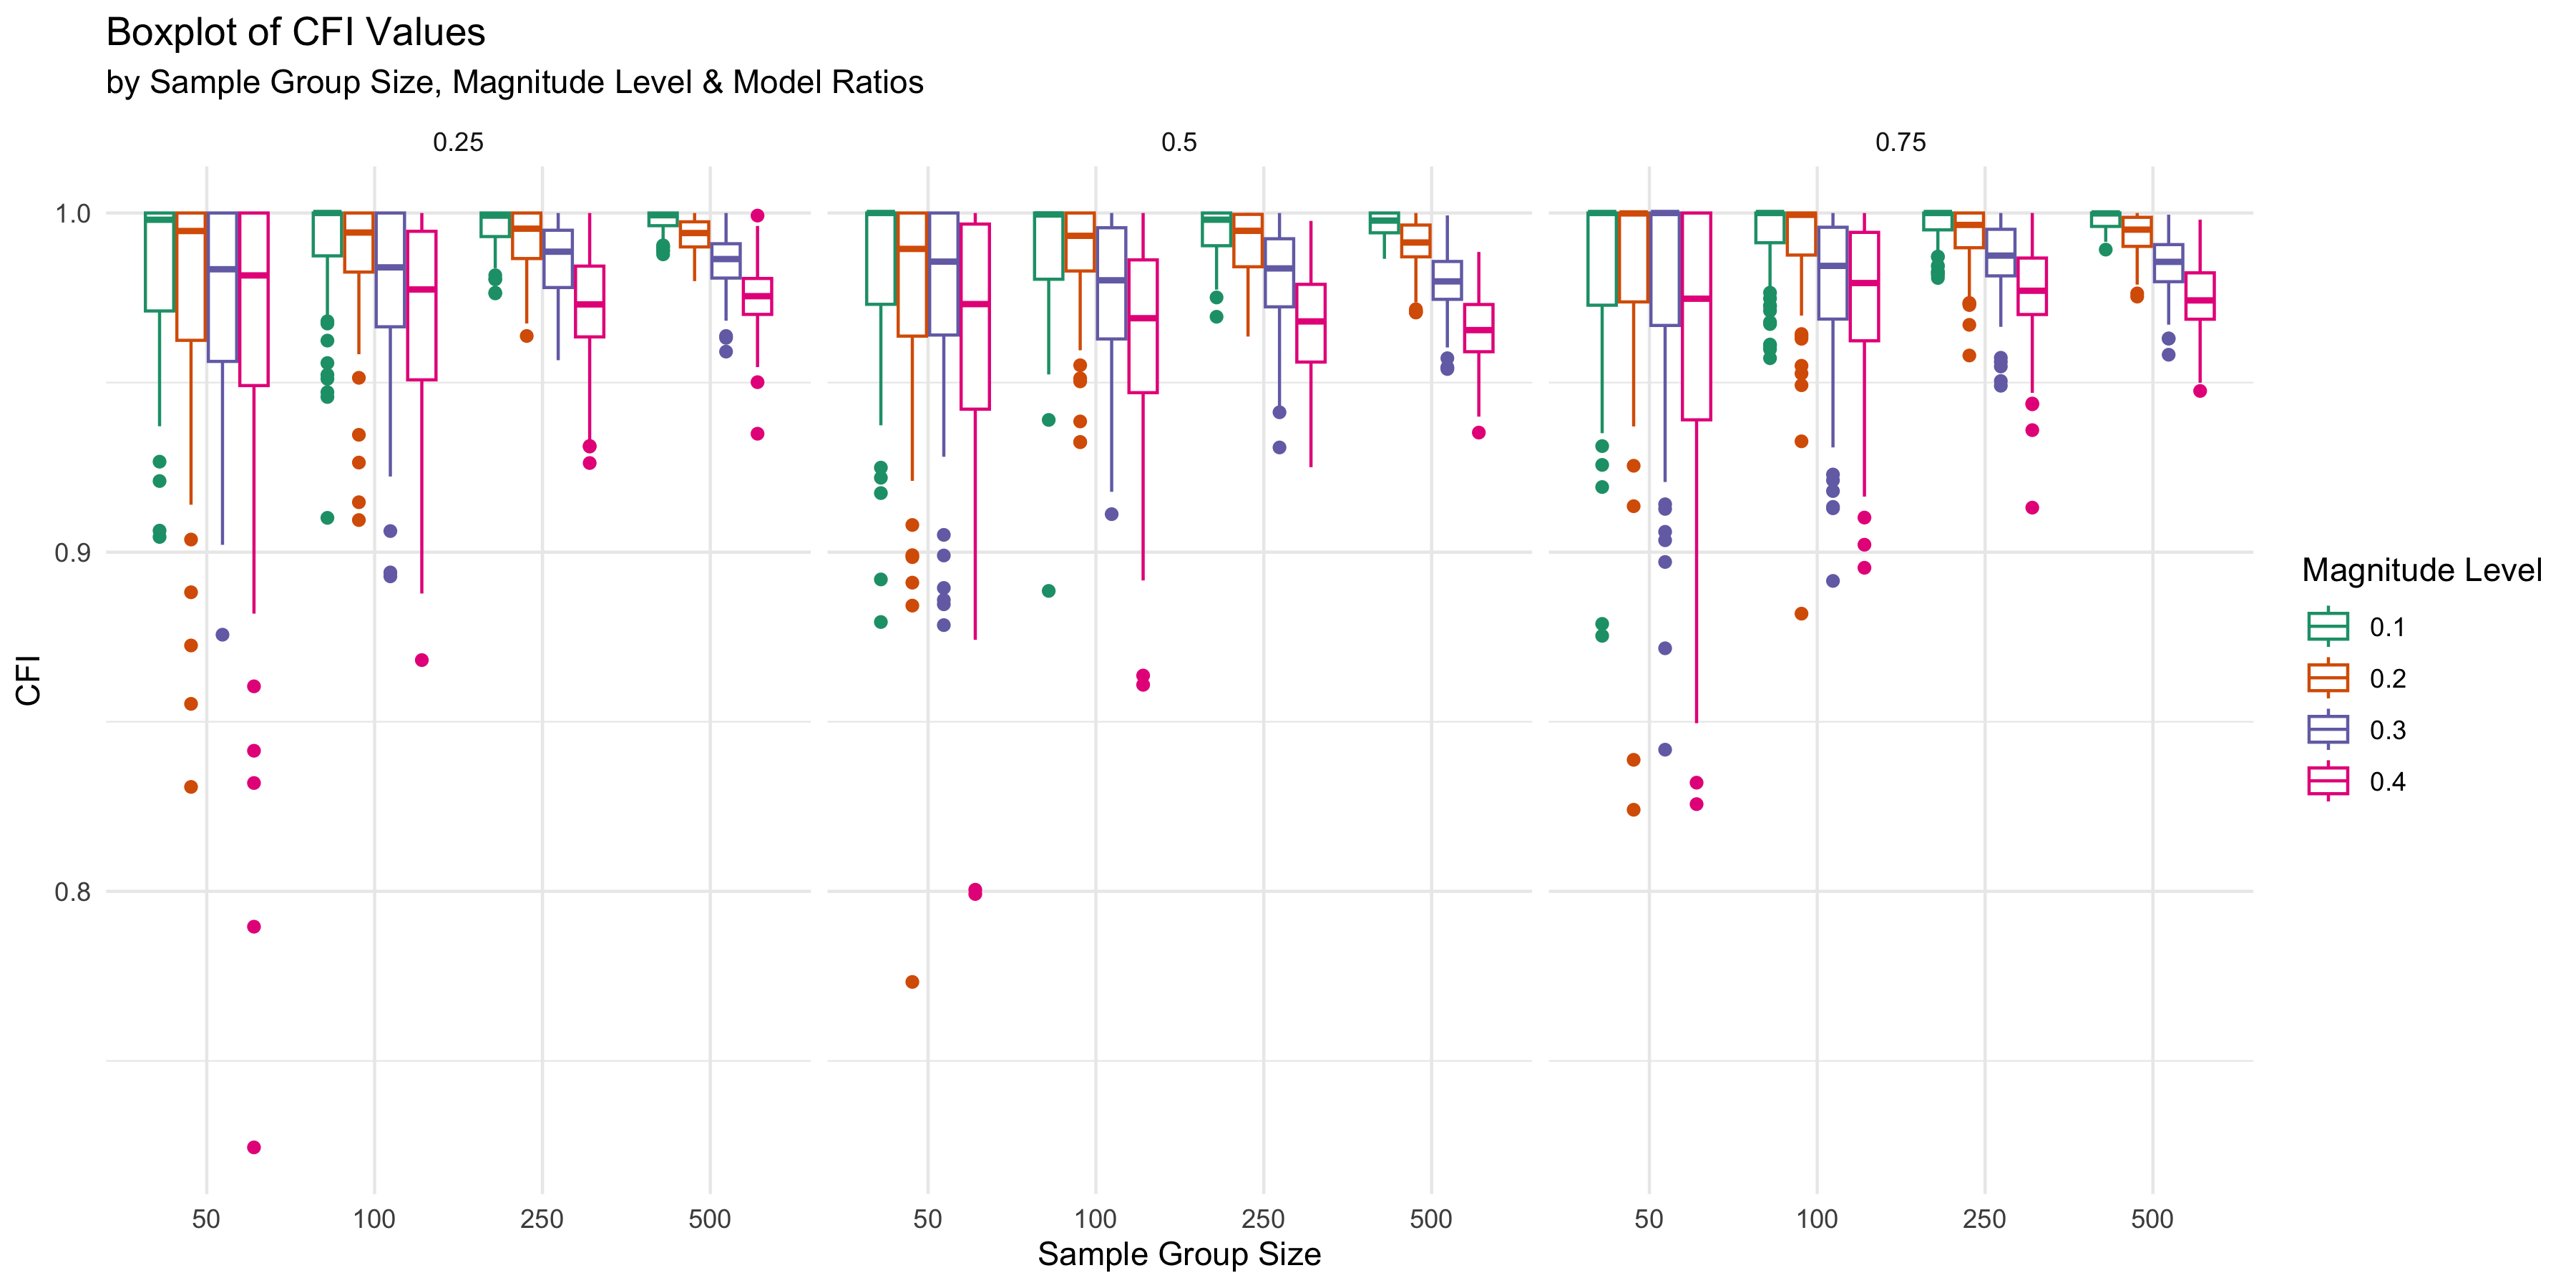 Boxplot of CFI Values
by Sample Group Size, Magnitude Level & Model Ratios
0.25 0.5 0.75
1.0
0.9
0.8
CFI
50 100 250 500 50 100 250 500 50 100 250 500
Sample Group Size
Magnitude Level
0.1
0.2
0.3
0.4